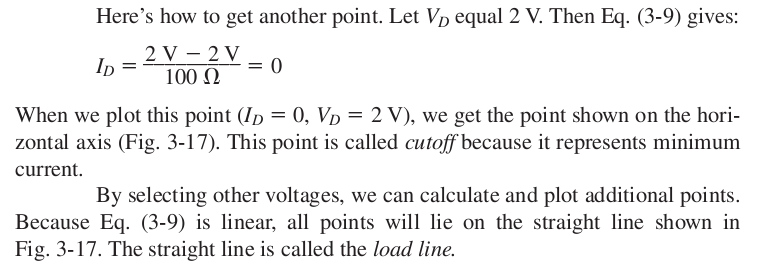 Here’s how to get another point. Let V_D equal 2 V. Then Eq. (3-9) gives:
I_D = (2 V − 2 V) / (100 Ω) = 0
When we plot this point (I_D = 0, V_D = 2 V), we get the point shown on the hori-
zontal axis (Fig. 3-17). This point is called cutoff because it represents minimum
current.
By selecting other voltages, we can calculate and plot additional points.
Because Eq. (3-9) is linear, all points will lie on the straight line shown in
Fig. 3-17. The straight line is called the load line.